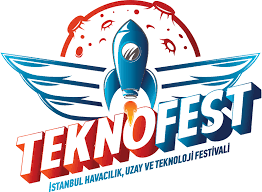 TEKNOFEST
İSTANBUL HAVACILIK, UZAY VE TEKNOLOJİ FESTİVALİ